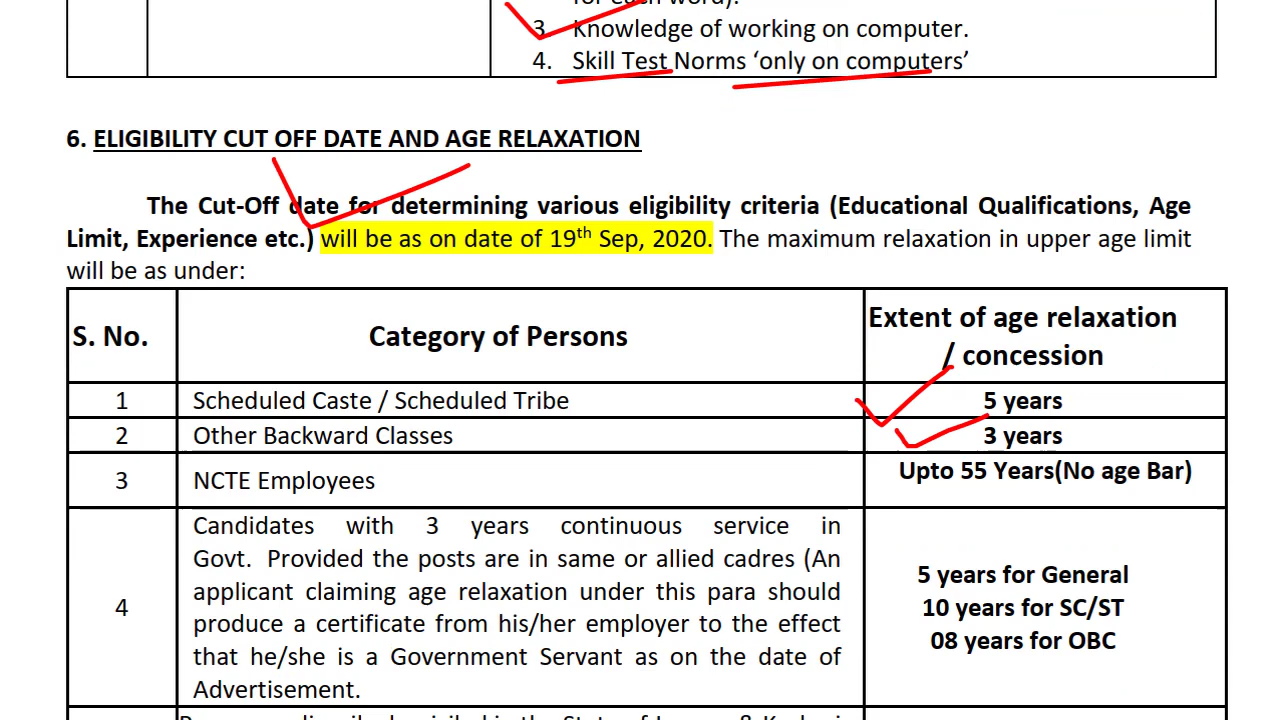 for each word).
3. Knowledge of working on computer.
4. Skill Test Norms ‘only on computers’
6. ELIGIBILITY CUT OFF DATE AND AGE RELAXATION
The Cut-Off date for determining various eligibility criteria (Educational Qualifications, Age
Limit, Experience etc.) will be as on date of 19th Sep, 2020. The maximum relaxation in upper age limit
will be as under:
S. No.
Category of Persons
Extent of age relaxation
/ concession
1
Scheduled Caste / Scheduled Tribe
5 years
2
Other Backward Classes
3 years
3
NCTE Employees
Upto 55 Years(No age Bar)
4
Candidates with 3 years continuous service in
Govt. Provided the posts are in same or allied cadres (An
applicant claiming age relaxation under this para should
produce a certificate from his/her employer to the effect
that he/she is a Government Servant as on the date of
Advertisement.
5 years for General
10 years for SC/ST
08 years for OBC